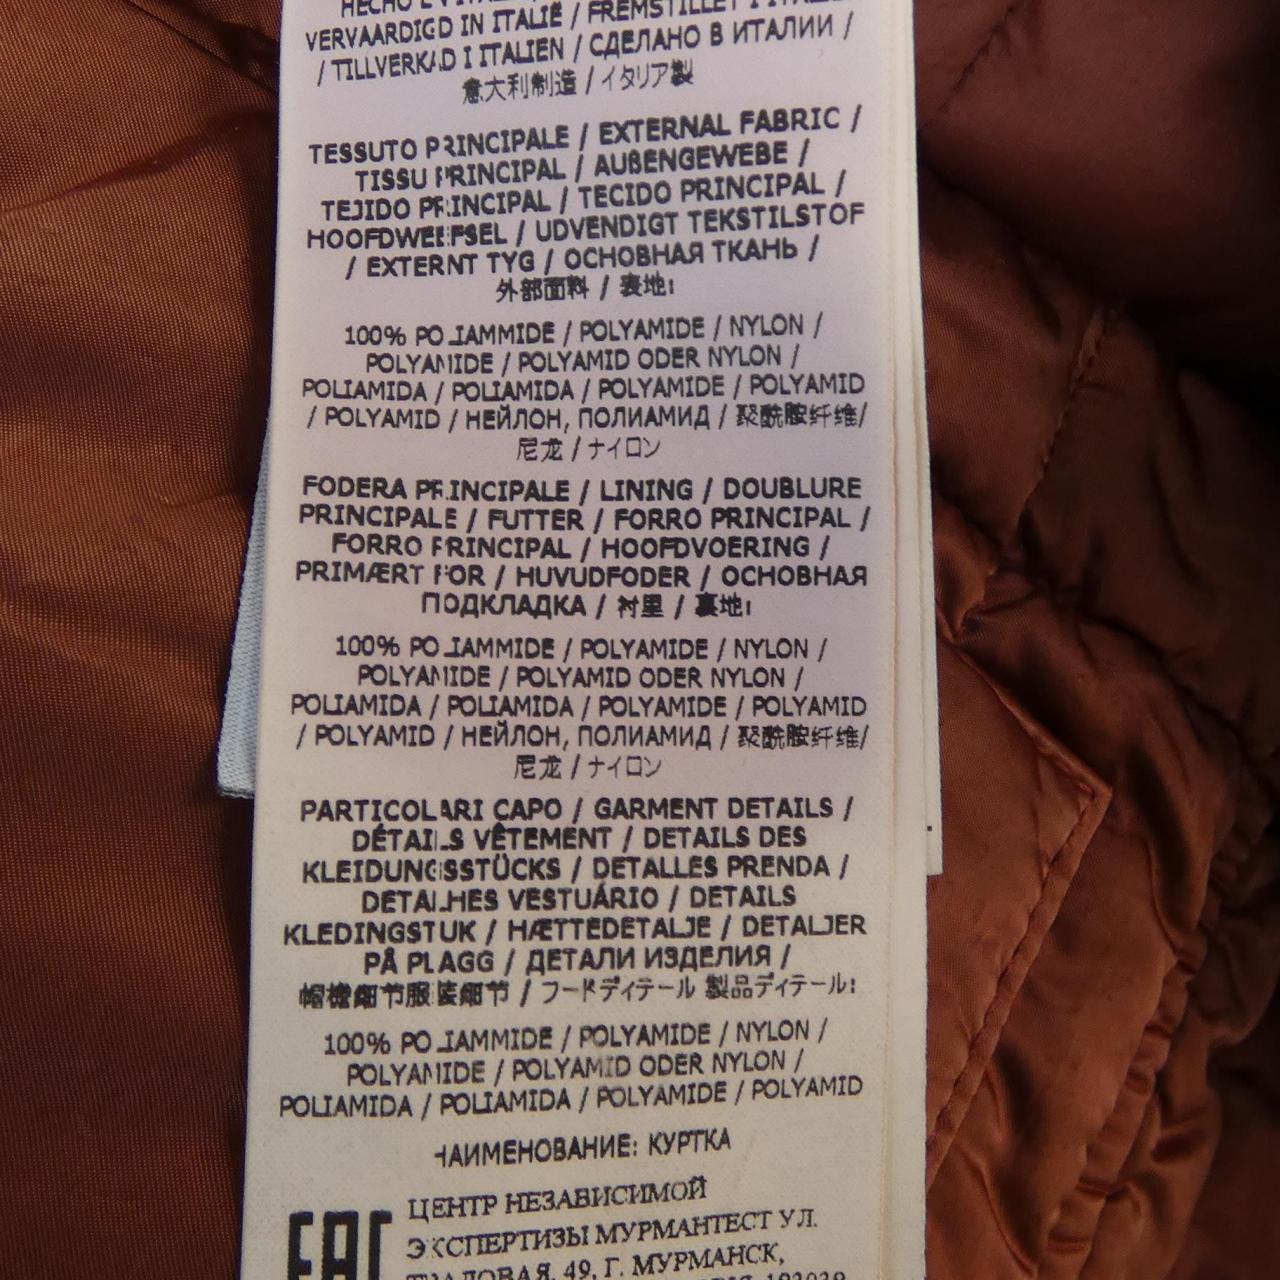 VERVAARDIGD IN ITALIË / FREMSTILLET I
/ TILLVERKAD I ITALIEN / СДЕЛАНО В ИТАЛИИ /
意大利制造 / イタリア製
TESSUTO PRINCIPALE / EXTERNAL FABRIC /
TISSU PRINCIPAL / AUßENGEWEBE /
TEJIDO PRINCIPAL / TECIDO PRINCIPAL /
HOOFDWEEFSEL / UDVENDIGT TEKSTILSTOF
/ EXTERNT TYG / ОСНОВНАЯ ТКАНЬ /
外部面料 / 表地:
100% POLIAMMIDE / POLYAMIDE / NYLON /
POLYAMIDE / POLYAMID ODER NYLON /
POLIAMIDA / POLIAMIDA / POLYAMIDE / POLYAMID
/ POLYAMID / НЕЙЛОН, ПОЛИАМИД / 聚酰胺纤维/
尼龙 / ナイロン
FODERA PRINCIPALE / LINING / DOUBLURE
PRINCIPALE / FUTTER / FORRO PRINCIPAL /
FORRO PRINCIPAL / HOOFDVOERING /
PRIMÆRT FOR / HUVUDFODER / ОСНОВНАЯ
ПОДКЛАДКА / 衬里 / 裏地:
100% POLIAMMIDE / POLYAMIDE / NYLON /
POLYAMIDE / POLYAMID ODER NYLON /
POLIAMIDA / POLIAMIDA / POLYAMIDE / POLYAMID
/ POLYAMID / НЕЙЛОН, ПОЛИАМИД / 聚酰胺纤维/
尼龙 / ナイロン
PARTICOLARI CAPO / GARMENT DETAILS /
DÉTAILS VÊTEMENT / DETAILS DES
KLEIDUNGSSTÜCKS / DETALLES PRENDA /
DETALHES VESTUÁRIO / DETAILS
KLEDINGSTUK / HÆTTEDETALJE / DETALJER
PÅ PLAGG / ДЕТАЛИ ИЗДЕЛИЯ /
帽檐细节服装细节 / フードディテール 製品ディテール:
100% POLIAMMIDE / POLYAMIDE / NYLON /
POLYAMIDE / POLYAMID ODER NYLON /
POLIAMIDA / POLIAMIDA / POLYAMIDE / POLYAMID
НАИМЕНОВАНИЕ: КУРТКА
EAC
ЦЕНТР НЕЗАВИСИМОЙ
ЭКСПЕРТИЗЫ МУРМАНТЕСТ УЛ.
49, Г. МУРМАНСК,